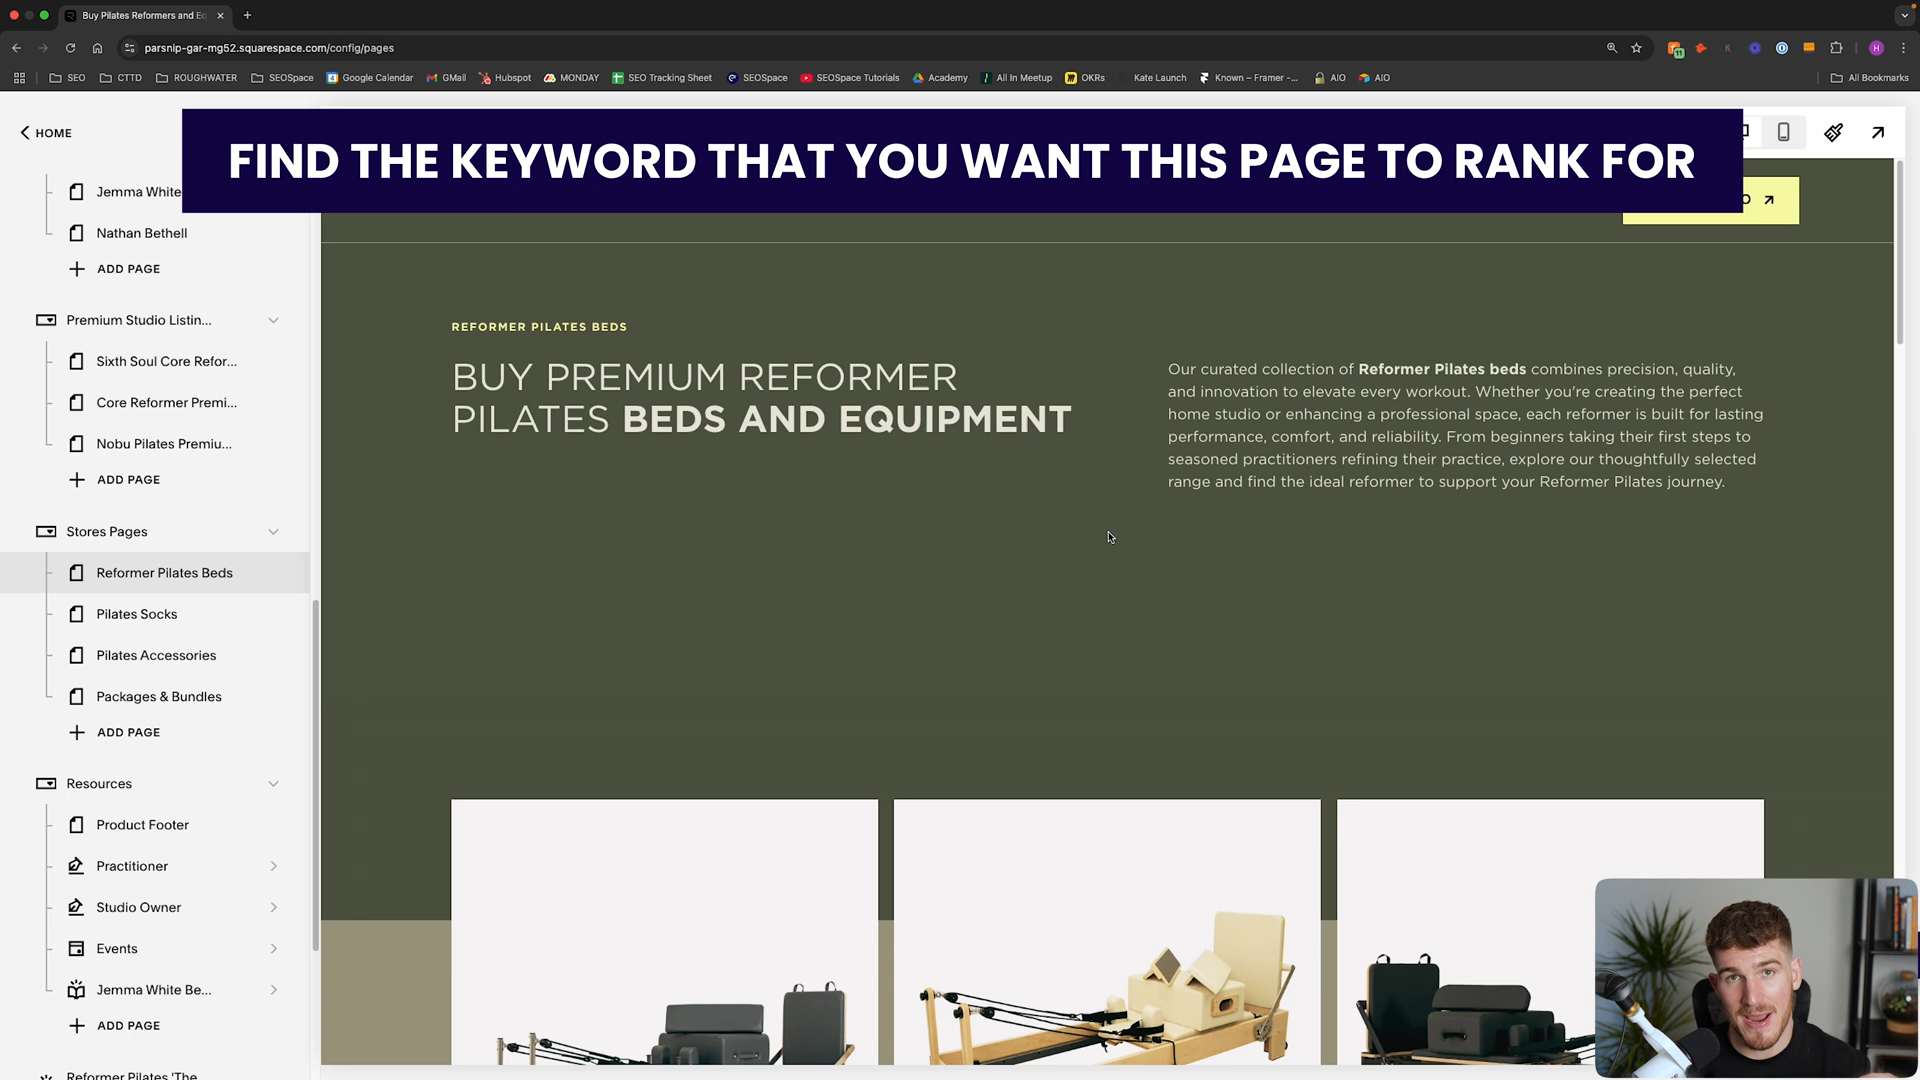 Buy Pilates Reformers and Eq
parsnip-gar-mg52.squarespace.com/config/pages
SEO
CTTD
ROUGHWATER
SEOSpace
Google Calendar
GMail
Hubspot
MONDAY
SEO Tracking Sheet
SEOSpace
SEOSpace Tutorials
Academy
All In Meetup
OKRs
Kate Launch
Known – Framer -...
AIO
AIO
All Bookmarks
HOME
FIND THE KEYWORD THAT YOU WANT THIS PAGE TO RANK FOR
Jemma White
Nathan Bethell
ADD PAGE
Premium Studio Listin...
Sixth Soul Core Refor...
Core Reformer Premi...
Nobu Pilates Premiu...
ADD PAGE
Stores Pages
Reformer Pilates Beds
Pilates Socks
Pilates Accessories
Packages & Bundles
ADD PAGE
Resources
Product Footer
Practitioner
Studio Owner
Events
Jemma White Be...
ADD PAGE
Reformer Pilates 'The
REFORMER PILATES BEDS
BUY PREMIUM REFORMER
PILATES BEDS AND EQUIPMENT
Our curated collection of Reformer Pilates beds combines precision, quality,
and innovation to elevate every workout. Whether you're creating the perfect
home studio or enhancing a professional space, each reformer is built for lasting
performance, comfort, and reliability. From beginners taking their first steps to
seasoned practitioners refining their practice, explore our thoughtfully selected
range and find the ideal reformer to support your Reformer Pilates journey.